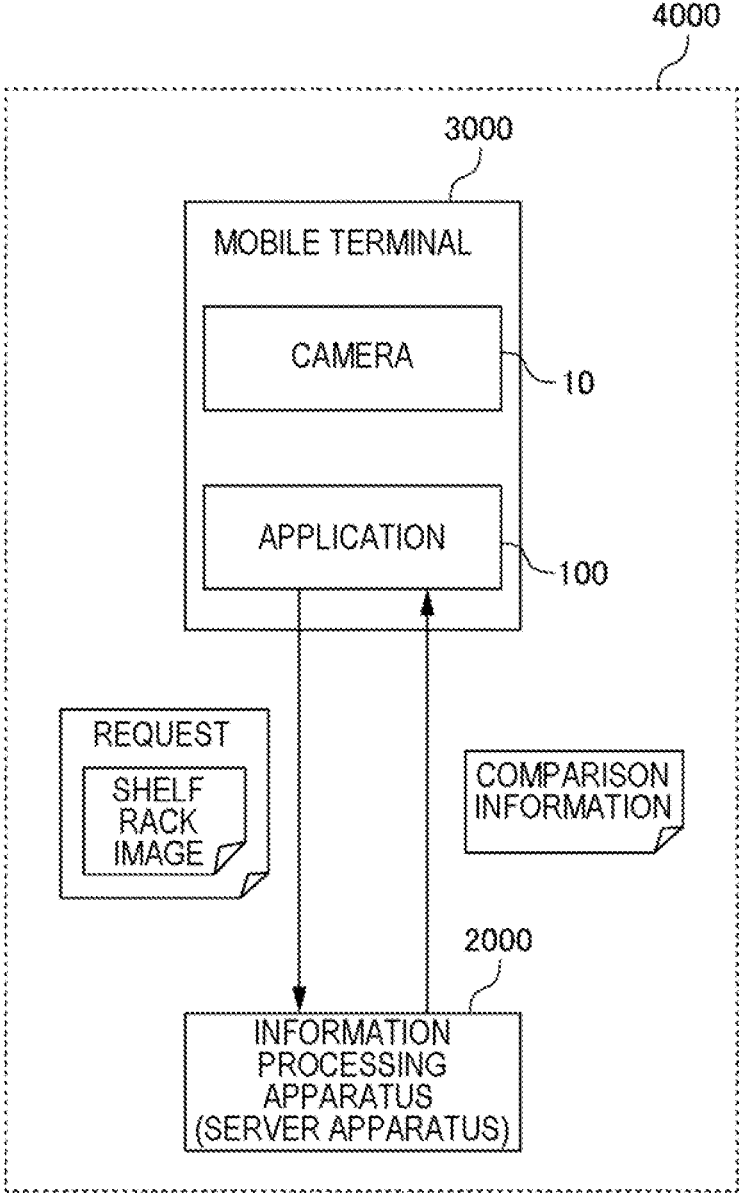 4000
3000
MOBILE TERMINAL
CAMERA
10
APPLICATION
100
REQUEST
SHELF
RACK
IMAGE
COMPARISON
INFORMATION
2000
INFORMATION
PROCESSING
APPARATUS
(SERVER APPARATUS)